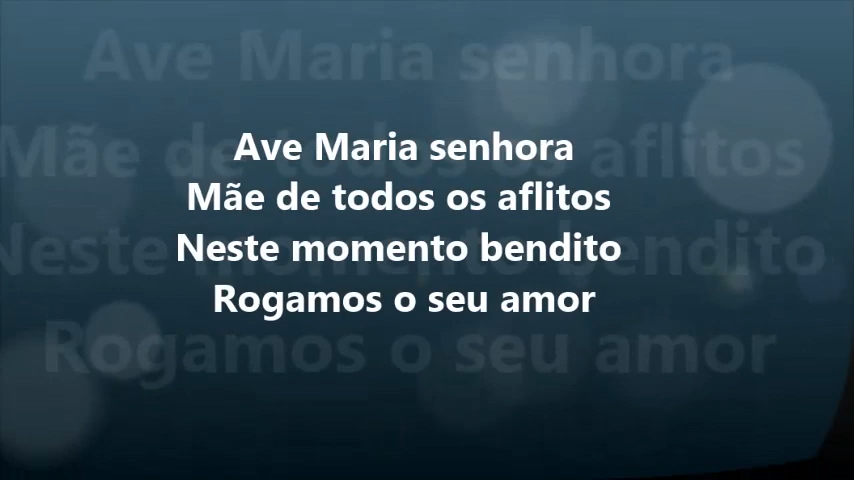 Ave Maria senhora
Mãe de todos os aflitos
Neste momento bendito
Rogamos o seu amor